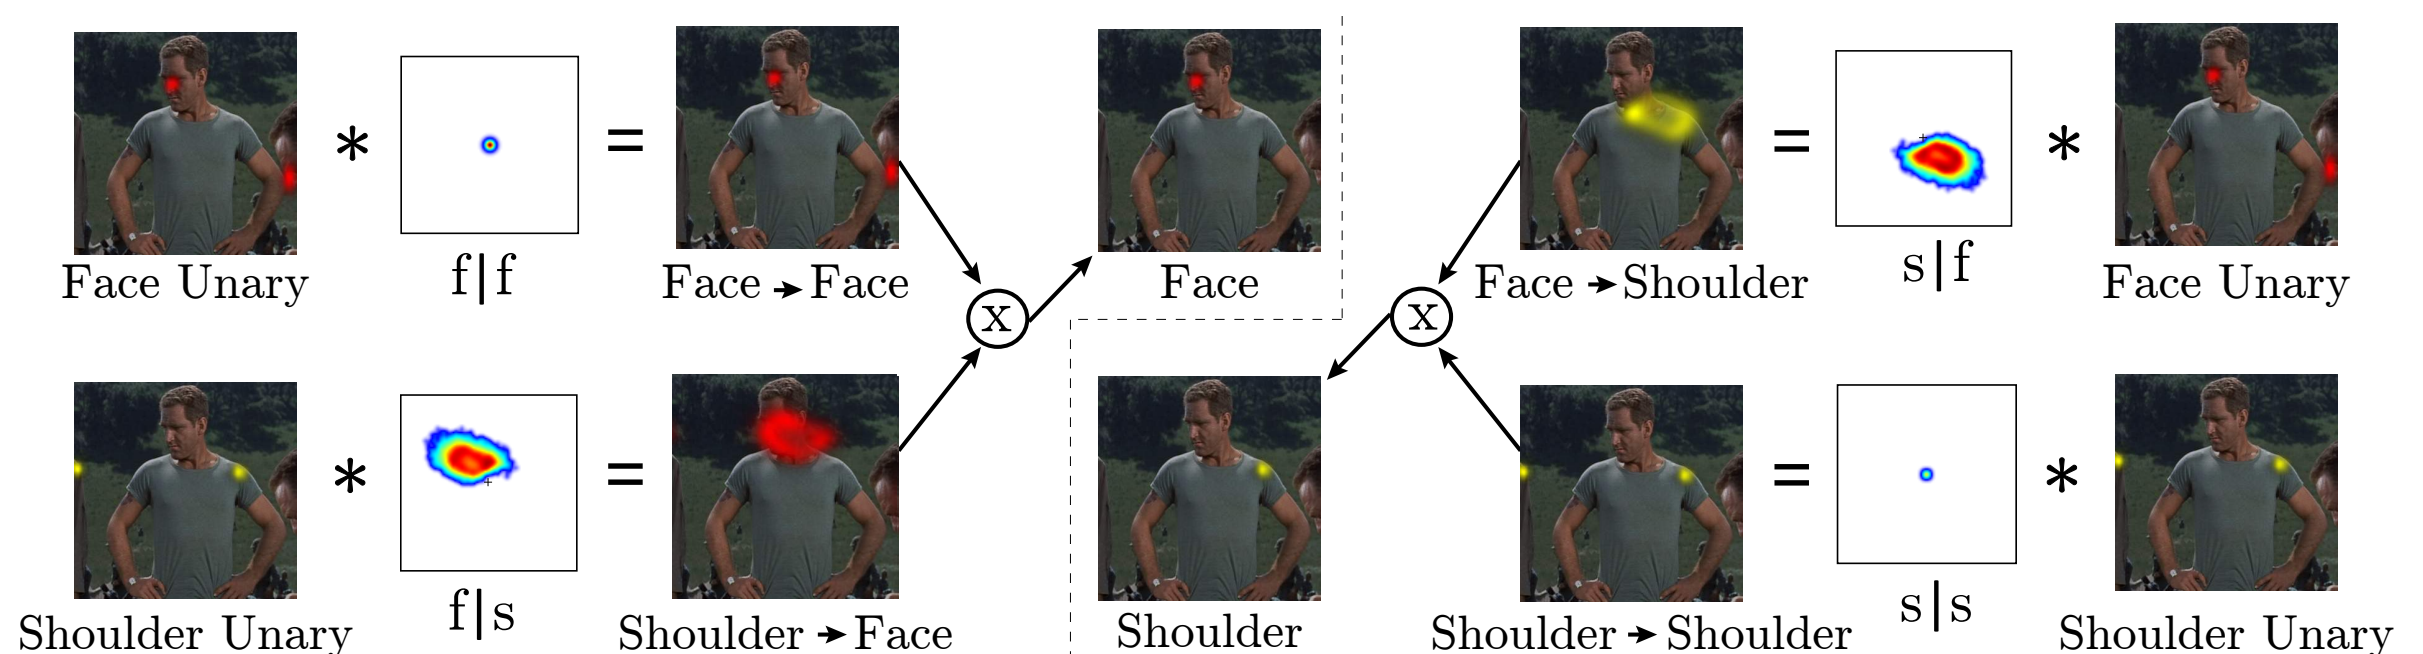 * = = *
f|f s|f
Face Unary Face → Face Face Face → Shoulder Face Unary
x x
* = = *
f|s s|s
Shoulder Unary Shoulder → Face Shoulder Shoulder → Shoulder Shoulder Unary